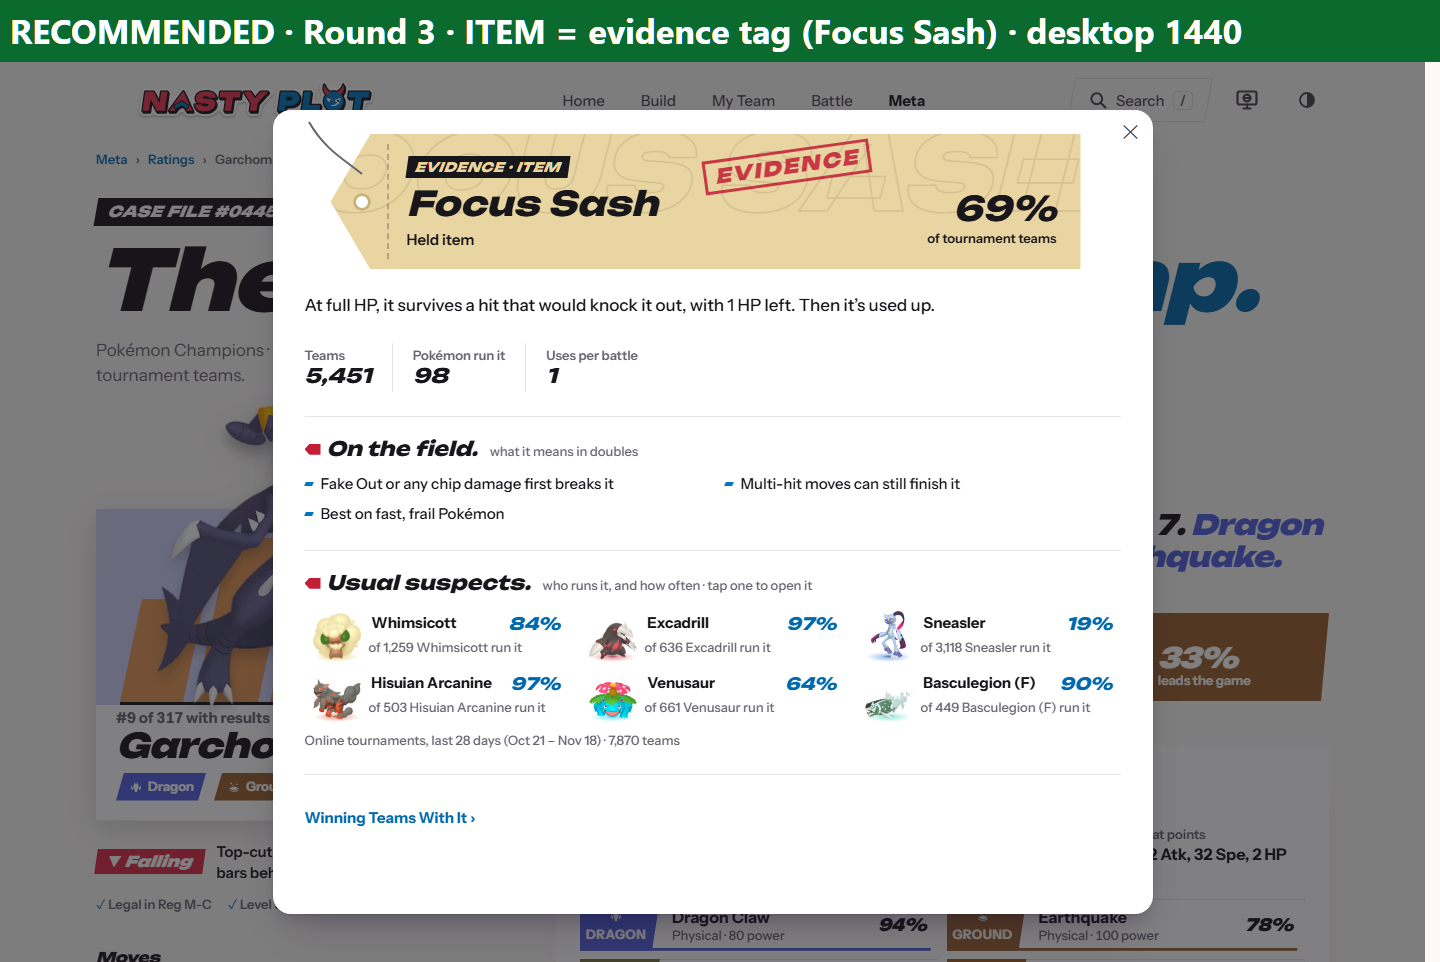 RECOMMENDED · Round 3 · ITEM = evidence tag (Focus Sash) · desktop 1440
NASTY PLOT
Home Build My Team Battle Meta
Search /
Meta › Ratings › Garchom
CASE FILE #0445
The
p.
Pokémon Champions ·
tournament teams.
EVIDENCE · ITEM
EVIDENCE
Focus Sash
Held item
69%
of tournament teams
At full HP, it survives a hit that would knock it out, with 1 HP left. Then it’s used up.
Teams
5,451
Pokémon run it
98
Uses per battle
1
On the field. what it means in doubles
Fake Out or any chip damage first breaks it
Multi-hit moves can still finish it
Best on fast, frail Pokémon
7. Dragon
hquake.
Usual suspects. who runs it, and how often · tap one to open it
Whimsicott 84%
of 1,259 Whimsicott run it
Excadrill 97%
of 636 Excadrill run it
Sneasler 19%
of 3,118 Sneasler run it
Hisuian Arcanine 97%
of 503 Hisuian Arcanine run it
Venusaur 64%
of 661 Venusaur run it
Basculegion (F) 90%
of 449 Basculegion (F) run it
Online tournaments, last 28 days (Oct 21 – Nov 18) · 7,870 teams
Winning Teams With It ›
33%
leads the game
#9 of 317 with results
Garcho
Dragon Grou
▼ Falling
Top-cut
bars beh
✓ Legal in Reg M-C ✓ Level
Moves
at points
2 Atk, 32 Spe, 2 HP
DRAGON
Dragon Claw
Physical · 80 power
94%
GROUND
Earthquake
Physical · 100 power
78%